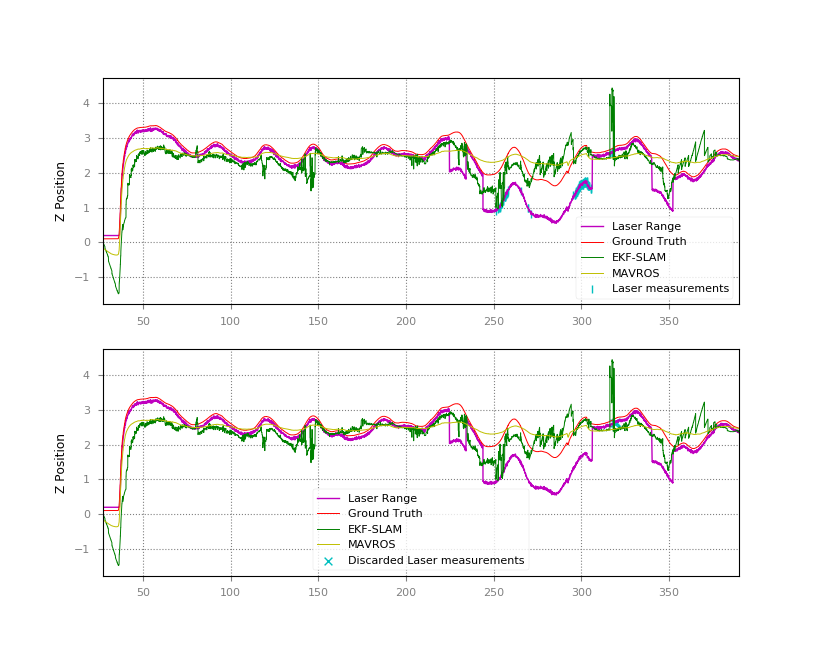 4
3
2
1
0
−1
Z Position
Laser Range
Ground Truth
EKF-SLAM
MAVROS
Laser measurements
50 100 150 200 250 300 350
4
3
2
1
0
−1
Z Position
Laser Range
Ground Truth
EKF-SLAM
MAVROS
Discarded Laser measurements
50 100 150 200 250 300 350